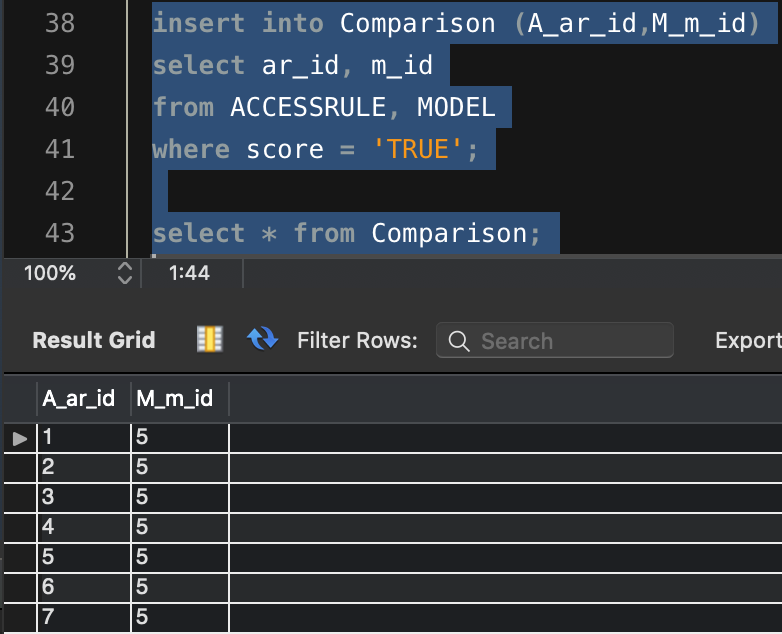 38 insert into Comparison (A_ar_id,M_m_id)
39 select ar_id, m_id
40 from ACCESSRULE, MODEL
41 where score = 'TRUE';
42
43 select * from Comparison;
100% 1:44
Result Grid Filter Rows: Search Export
A_ar_id M_m_id
1 5
2 5
3 5
4 5
5 5
6 5
7 5